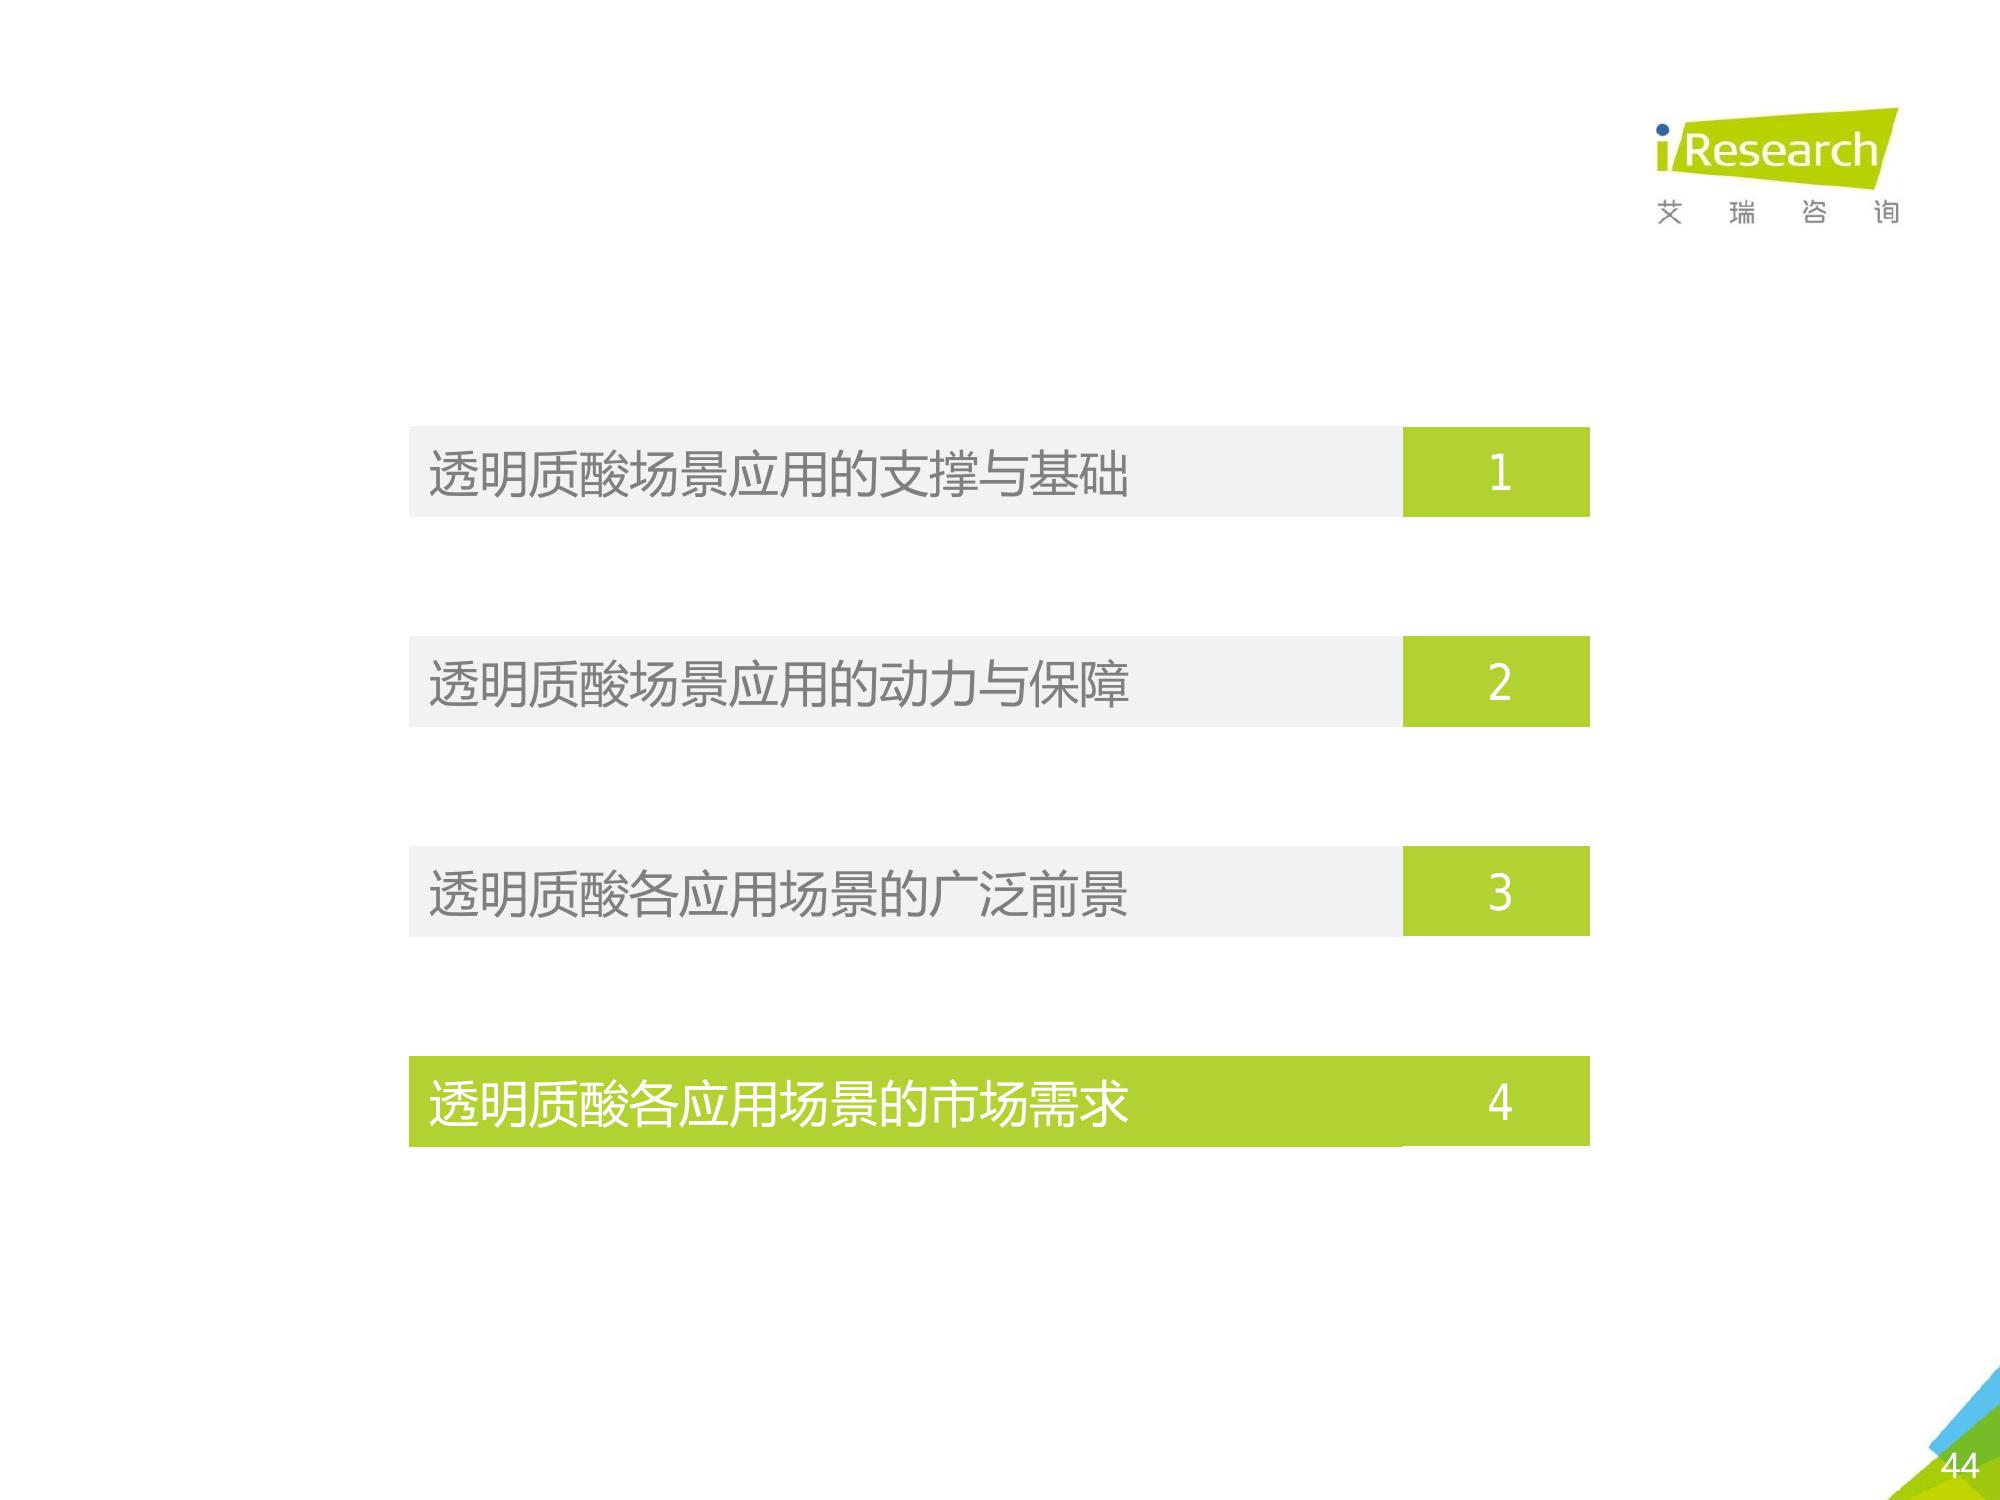 iResearch
艾瑞咨询
透明质酸场景应用的支撑与基础 1
透明质酸场景应用的动力与保障 2
透明质酸各应用场景的广泛前景 3
透明质酸各应用场景的市场需求 4
44